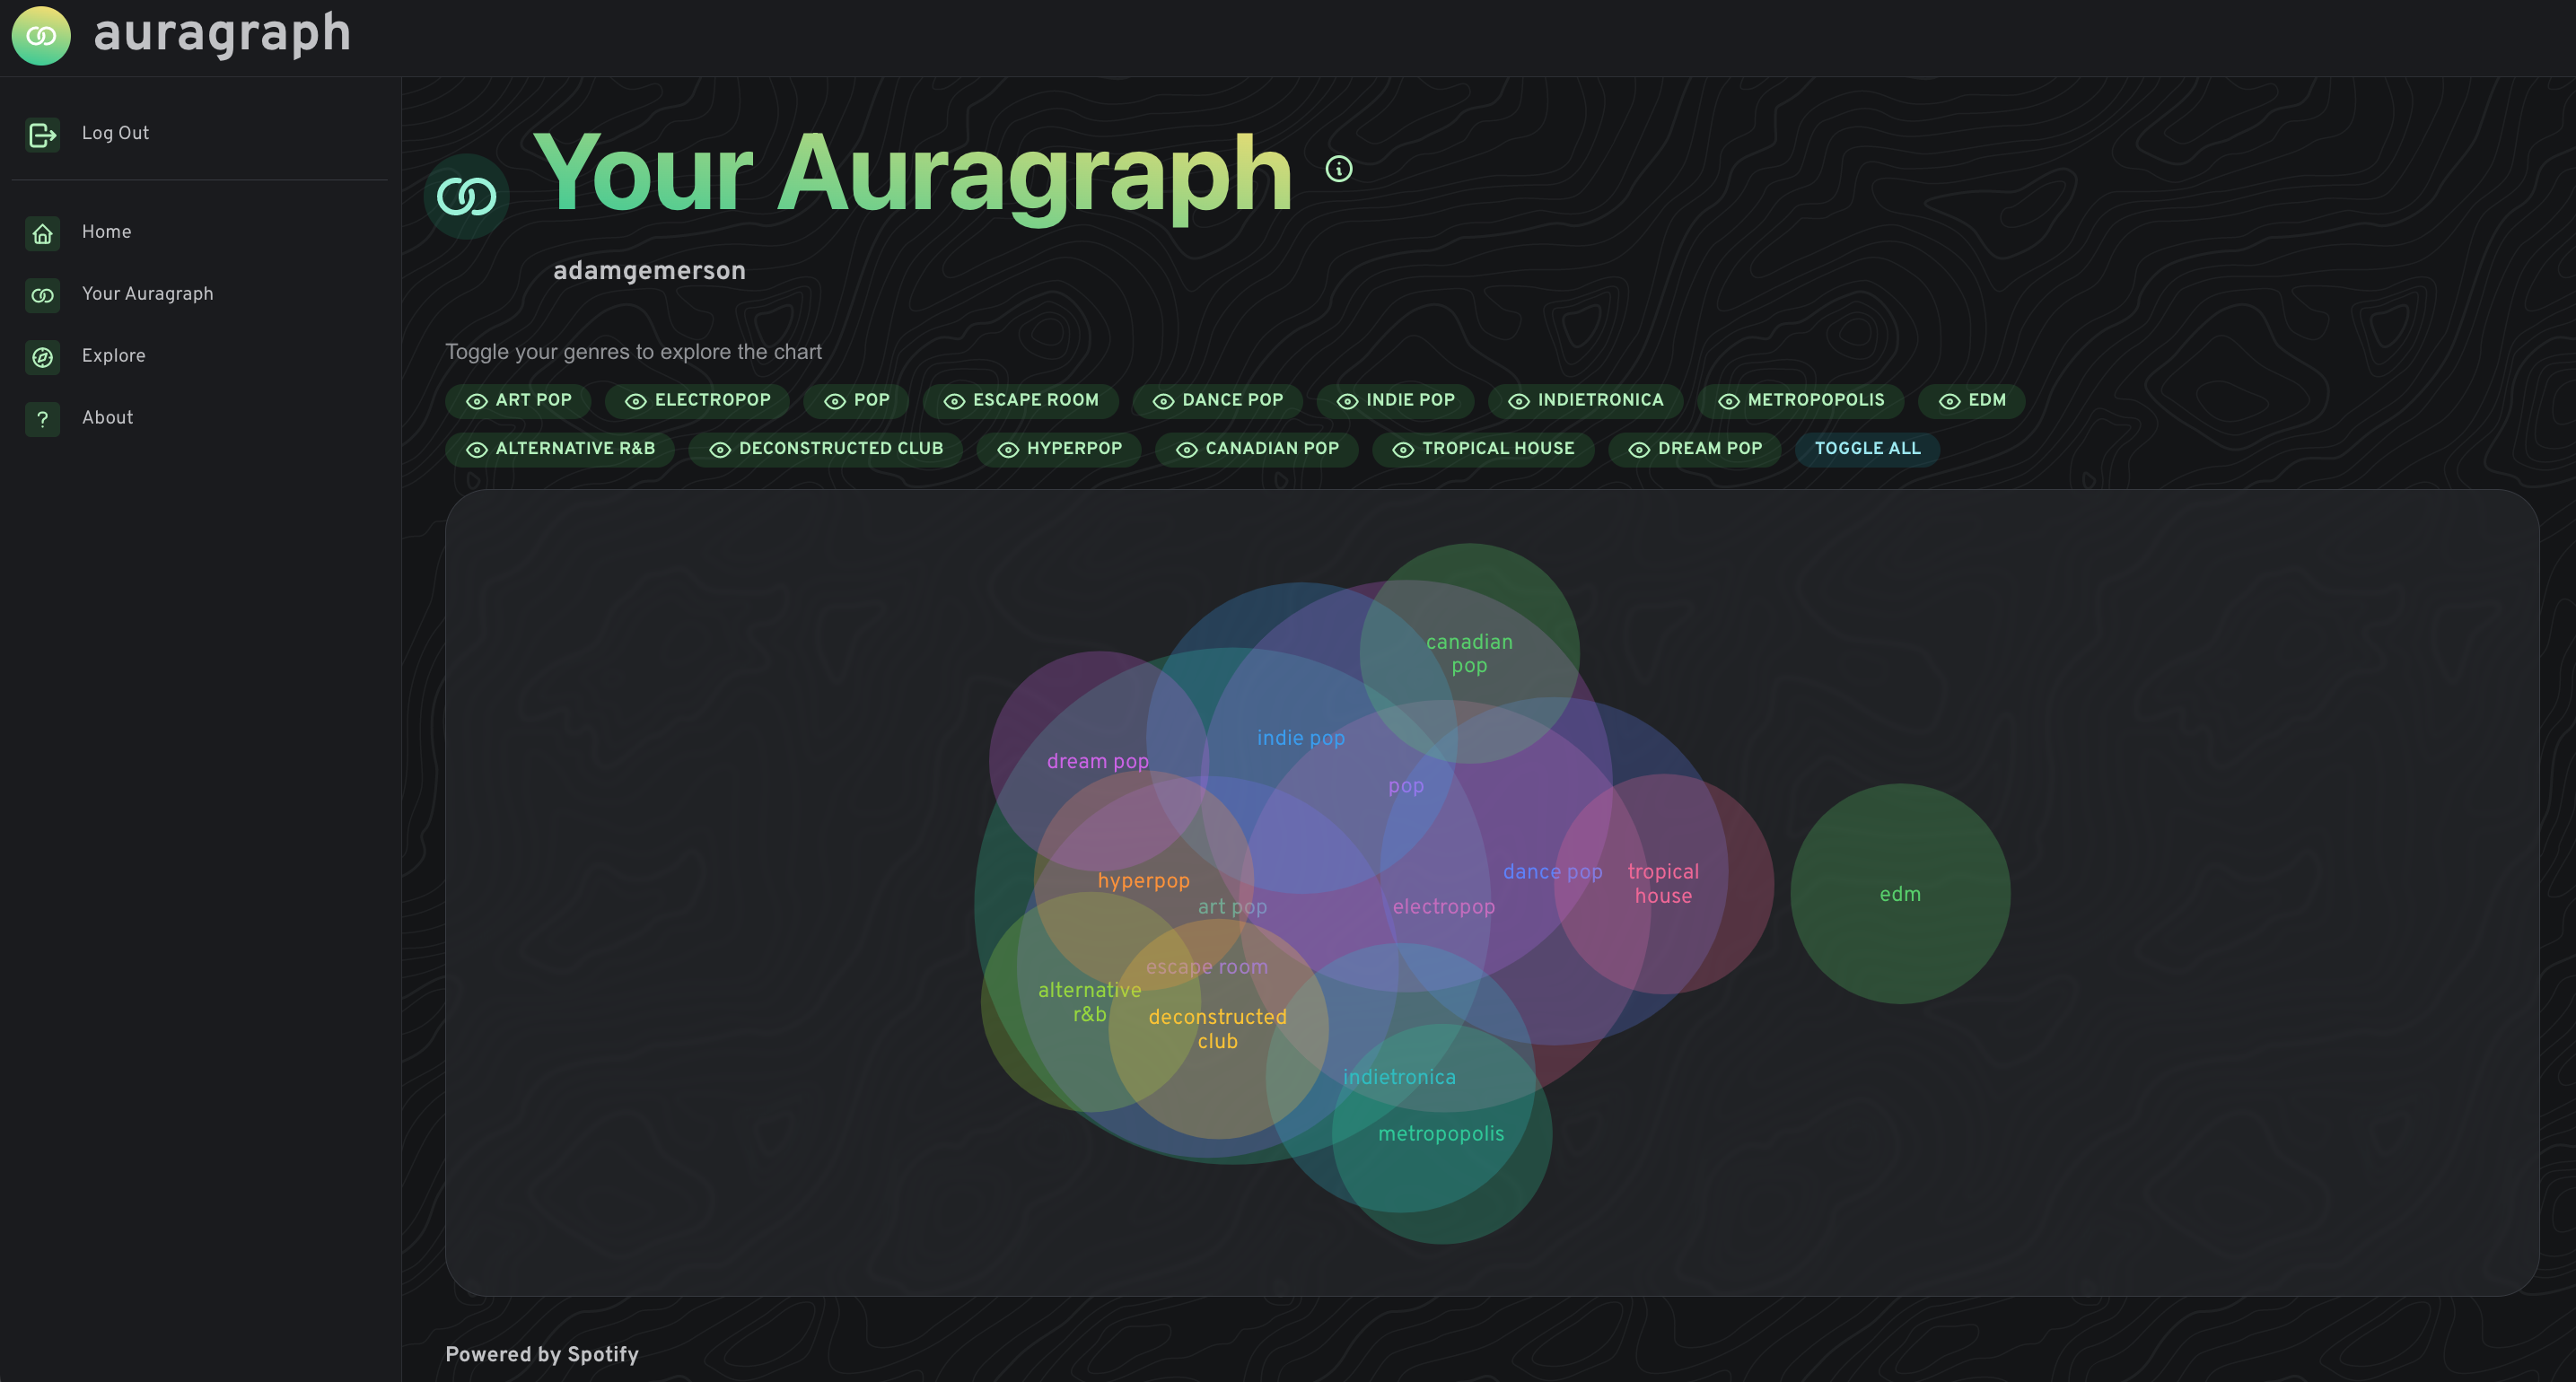 auragraph
Log Out
Home
Your Auragraph
Explore
? About
Your Auragraph
adamgemerson
Toggle your genres to explore the chart
ART POP ELECTROPOP POP ESCAPE ROOM DANCE POP INDIE POP INDIETRONICA METROPOPOLIS EDM
ALTERNATIVE R&B DECONSTRUCTED CLUB HYPERPOP CANADIAN POP TROPICAL HOUSE DREAM POP TOGGLE ALL
canadian
pop
indie pop
dream pop
pop
dance pop
tropical
house
hyperpop
edm
art pop
electropop
escape room
alternative
r&b
deconstructed
club
indietronica
metropopolis
Powered by Spotify